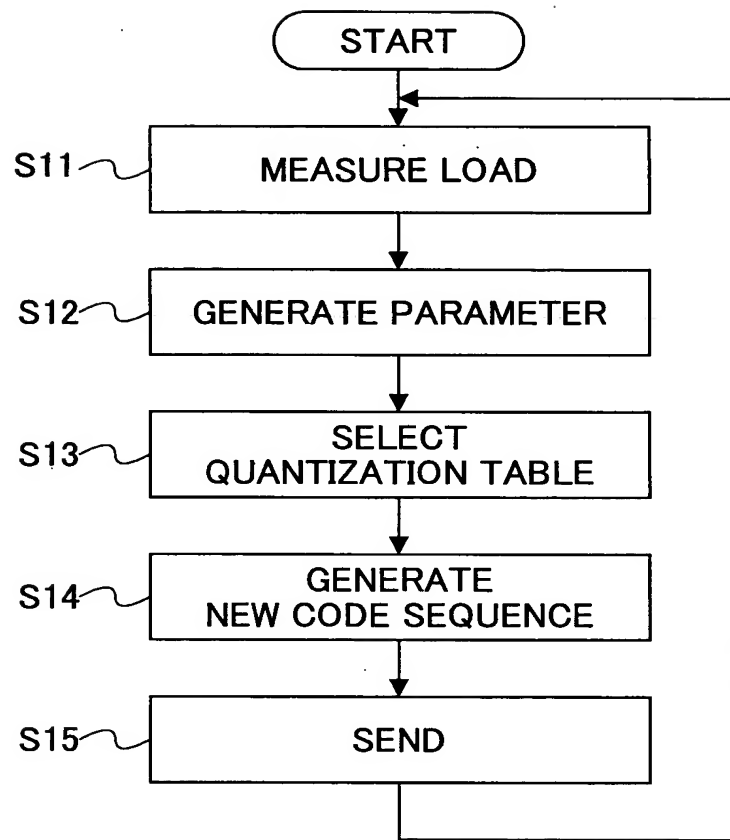 START
S11
MEASURE LOAD
S12
GENERATE PARAMETER
S13
SELECT
QUANTIZATION TABLE
S14
GENERATE
NEW CODE SEQUENCE
S15
SEND